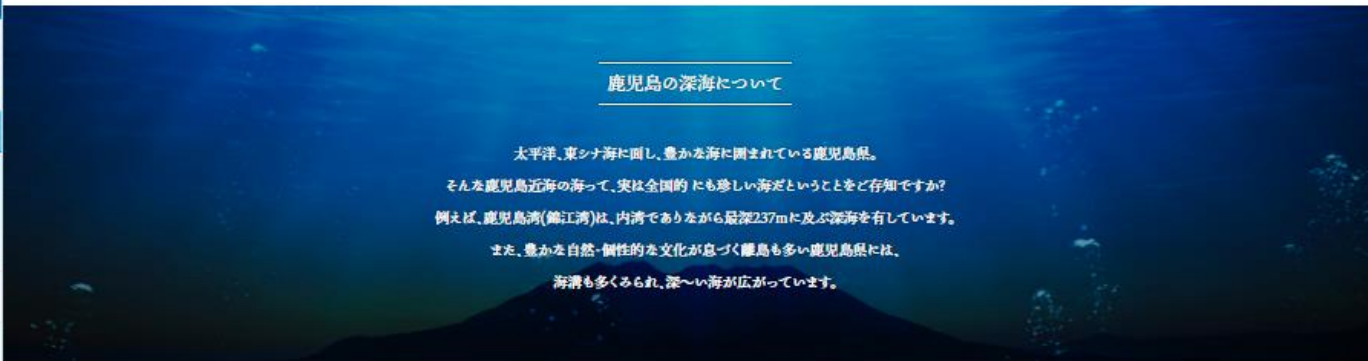 鹿児島の深海について
太平洋、東シナ海に面し、豊かな海に囲まれている鹿児島県。
そんな鹿児島近海の海って、実は全国的 にも珍しい海だということをご存知ですか?
例えば、鹿児島湾(錦江湾)は、内湾でありながら最深237mに及ぶ深海を有しています。
また、豊かな自然・個性的な文化が息づく離島も多い鹿児島県には、
海溝も多くみられ、深〜い海が広がっています。